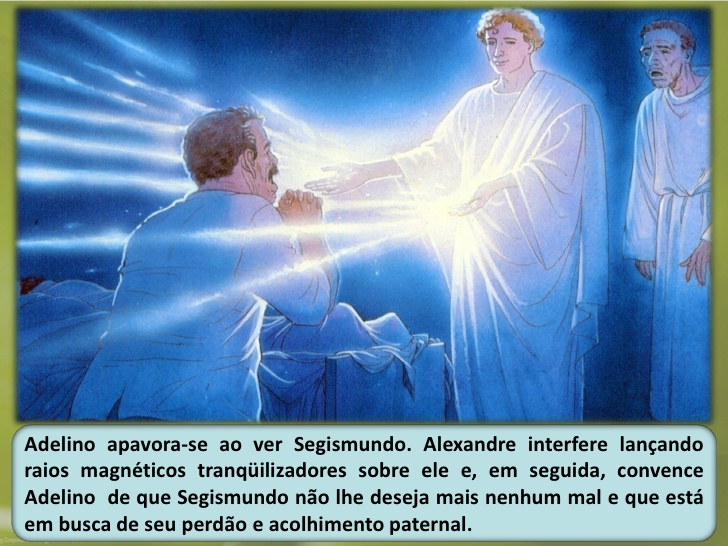 Adelino apavora-se ao ver Segismundo. Alexandre interfere lançando
raios magnéticos tranqüilizadores sobre ele e, em seguida, convence
Adelino de que Segismundo não lhe deseja mais nenhum mal e que está
em busca de seu perdão e acolhimento paternal.